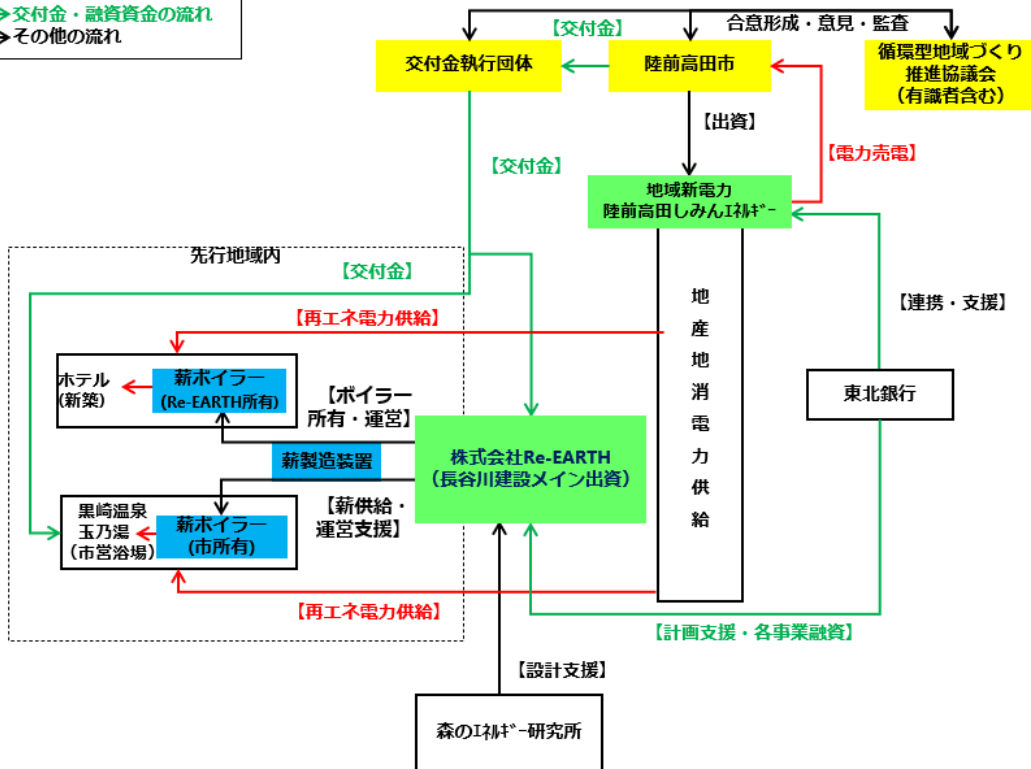 交付金・融資資金の流れ
その他の流れ
【交付金】
合意形成・意見・監査
交付金執行団体
陸前高田市
循環型地域づくり
推進協議会
（有識者含む）
【出資】
【電力売電】
【交付金】
地域新電力
陸前高田しみんｴﾈﾙｷﾞｰ
先行地域内
【交付金】
【連携・支援】
地産地消電力供給
【再エネ電力供給】
ホテル
(新築)
薪ボイラー
(Re-EARTH所有)
【ボイラー
所有・運営】
東北銀行
薪製造装置
株式会社Re-EARTH
（長谷川建設メイン出資）
黒崎温泉
玉乃湯
（市営浴場）
薪ボイラー
(市所有)
【薪供給・
運営支援】
【再エネ電力供給】
【計画支援・各事業融資】
【設計支援】
森のｴﾈﾙｷﾞｰ研究所